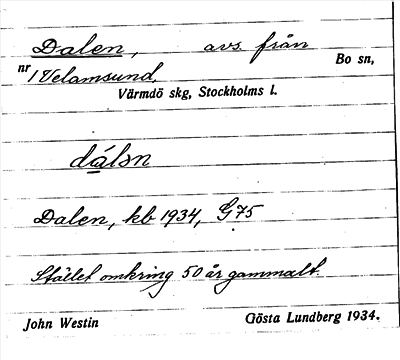 Dalen, avs. från
nr 1 Velamsund, Bo sn,
Värmdö skg, Stockholms l.
dálən
Dalen, kb 1934, G75
Stället omkring 50 år gammalt
John Westin Gösta Lundberg 1934.